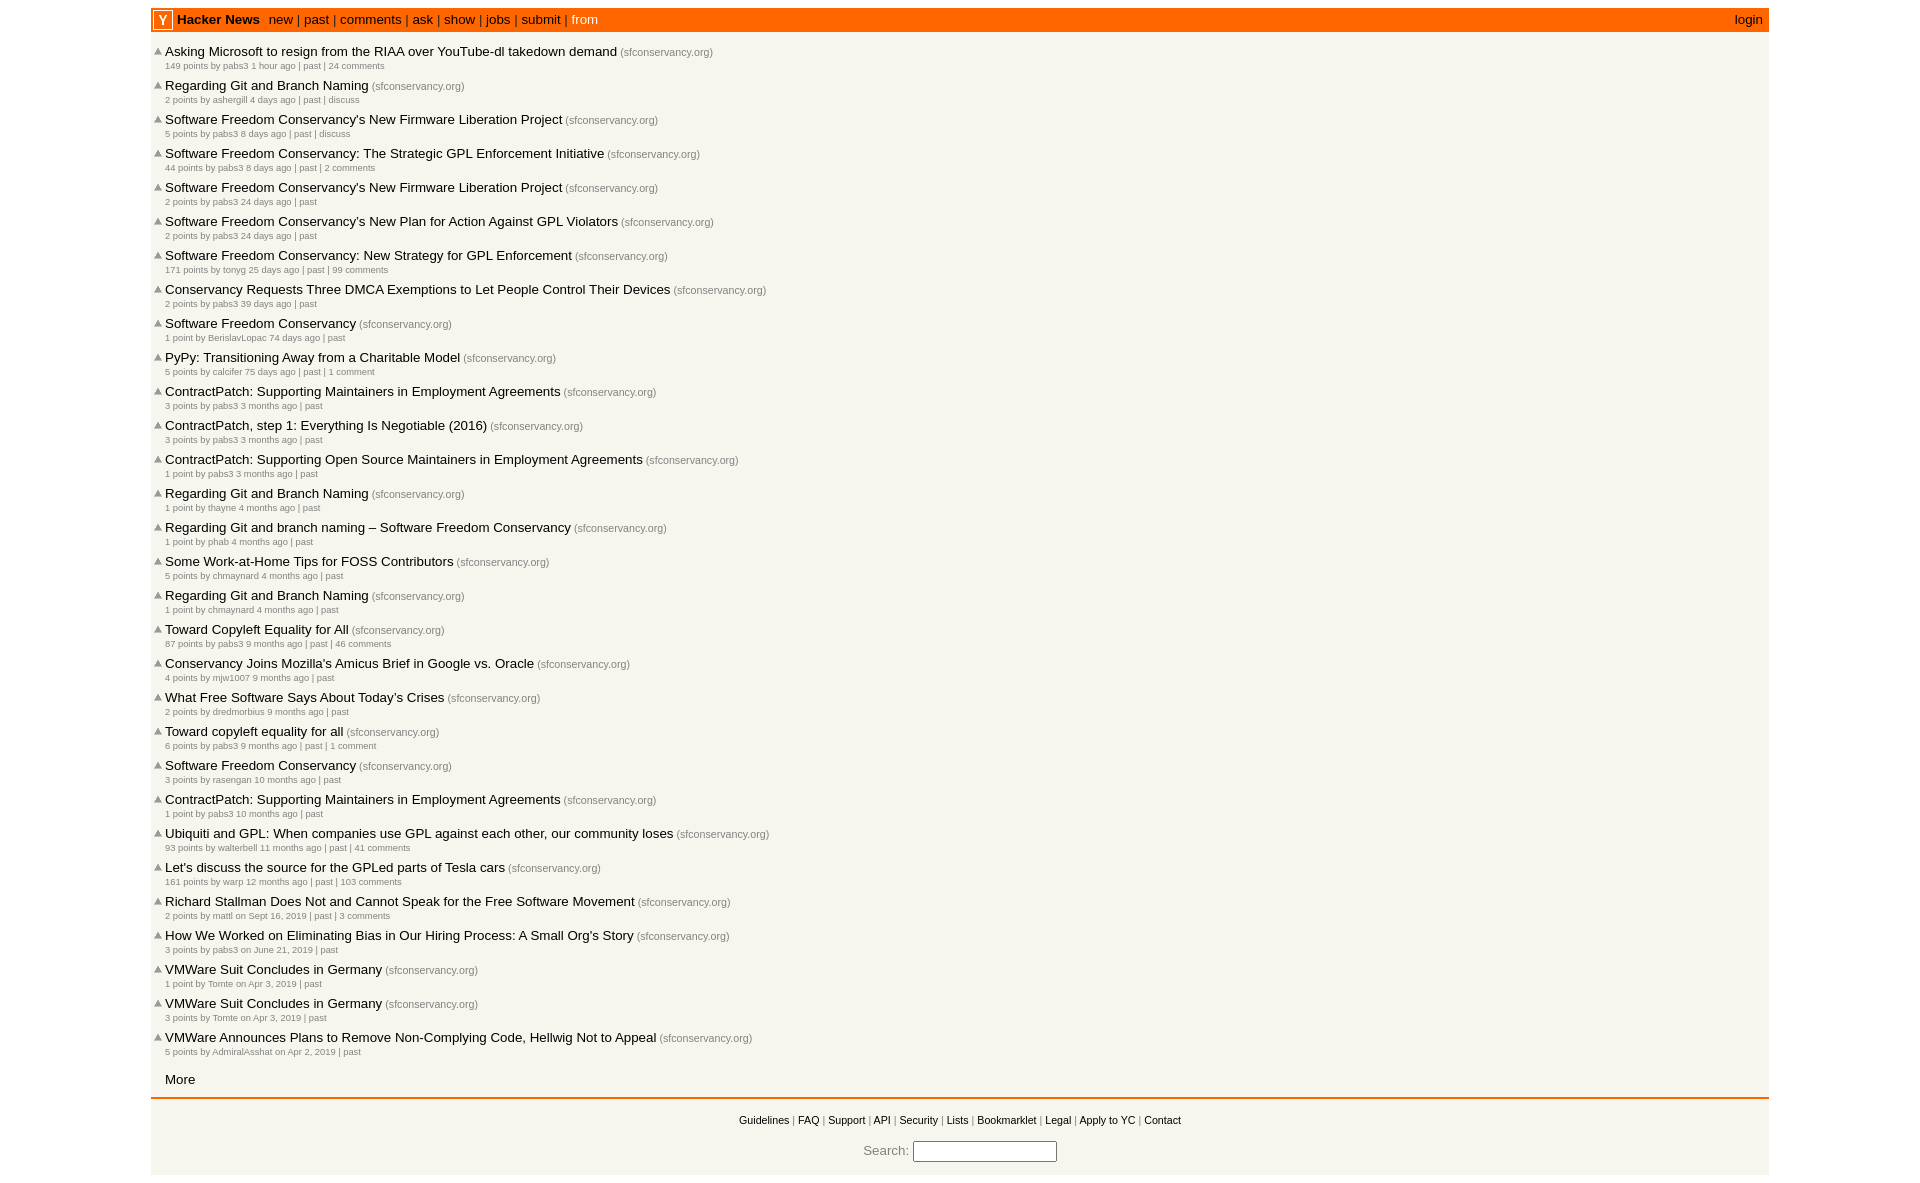 Y Hacker News new | past | comments | ask | show | jobs | submit | from login
Asking Microsoft to resign from the RIAA over YouTube-dl takedown demand (sfconservancy.org)
149 points by pabs3 1 hour ago | past | 24 comments
Regarding Git and Branch Naming (sfconservancy.org)
2 points by ashergill 4 days ago | past | discuss
Software Freedom Conservancy's New Firmware Liberation Project (sfconservancy.org)
5 points by pabs3 8 days ago | past | discuss
Software Freedom Conservancy: The Strategic GPL Enforcement Initiative (sfconservancy.org)
44 points by pabs3 8 days ago | past | 2 comments
Software Freedom Conservancy's New Firmware Liberation Project (sfconservancy.org)
2 points by pabs3 24 days ago | past
Software Freedom Conservancy's New Plan for Action Against GPL Violators (sfconservancy.org)
2 points by pabs3 24 days ago | past
Software Freedom Conservancy: New Strategy for GPL Enforcement (sfconservancy.org)
171 points by tonyg 25 days ago | past | 99 comments
Conservancy Requests Three DMCA Exemptions to Let People Control Their Devices (sfconservancy.org)
2 points by pabs3 39 days ago | past
Software Freedom Conservancy (sfconservancy.org)
1 point by BerislavLopac 74 days ago | past
PyPy: Transitioning Away from a Charitable Model (sfconservancy.org)
5 points by calcifer 75 days ago | past | 1 comment
ContractPatch: Supporting Maintainers in Employment Agreements (sfconservancy.org)
3 points by pabs3 3 months ago | past
ContractPatch, step 1: Everything Is Negotiable (2016) (sfconservancy.org)
3 points by pabs3 3 months ago | past
ContractPatch: Supporting Open Source Maintainers in Employment Agreements (sfconservancy.org)
1 point by pabs3 3 months ago | past
Regarding Git and Branch Naming (sfconservancy.org)
1 point by thayne 4 months ago | past
Regarding Git and branch naming – Software Freedom Conservancy (sfconservancy.org)
1 point by phab 4 months ago | past
Some Work-at-Home Tips for FOSS Contributors (sfconservancy.org)
5 points by chmaynard 4 months ago | past
Regarding Git and Branch Naming (sfconservancy.org)
1 point by chmaynard 4 months ago | past
Toward Copyleft Equality for All (sfconservancy.org)
87 points by pabs3 9 months ago | past | 46 comments
Conservancy Joins Mozilla's Amicus Brief in Google vs. Oracle (sfconservancy.org)
4 points by mjw1007 9 months ago | past
What Free Software Says About Today’s Crises (sfconservancy.org)
2 points by dredmorbius 9 months ago | past
Toward copyleft equality for all (sfconservancy.org)
6 points by pabs3 9 months ago | past | 1 comment
Software Freedom Conservancy (sfconservancy.org)
3 points by rasengan 10 months ago | past
ContractPatch: Supporting Maintainers in Employment Agreements (sfconservancy.org)
1 point by pabs3 10 months ago | past
Ubiquiti and GPL: When companies use GPL against each other, our community loses (sfconservancy.org)
93 points by walterbell 11 months ago | past | 41 comments
Let's discuss the source for the GPLed parts of Tesla cars (sfconservancy.org)
161 points by warp 12 months ago | past | 103 comments
Richard Stallman Does Not and Cannot Speak for the Free Software Movement (sfconservancy.org)
2 points by mattl on Sept 16, 2019 | past | 3 comments
How We Worked on Eliminating Bias in Our Hiring Process: A Small Org's Story (sfconservancy.org)
3 points by pabs3 on June 21, 2019 | past
VMWare Suit Concludes in Germany (sfconservancy.org)
1 point by Tomte on Apr 3, 2019 | past
VMWare Suit Concludes in Germany (sfconservancy.org)
3 points by Tomte on Apr 3, 2019 | past
VMWare Announces Plans to Remove Non-Complying Code, Hellwig Not to Appeal (sfconservancy.org)
5 points by AdmiralAsshat on Apr 2, 2019 | past
More
Guidelines | FAQ | Support | API | Security | Lists | Bookmarklet | Legal | Apply to YC | Contact
Search: